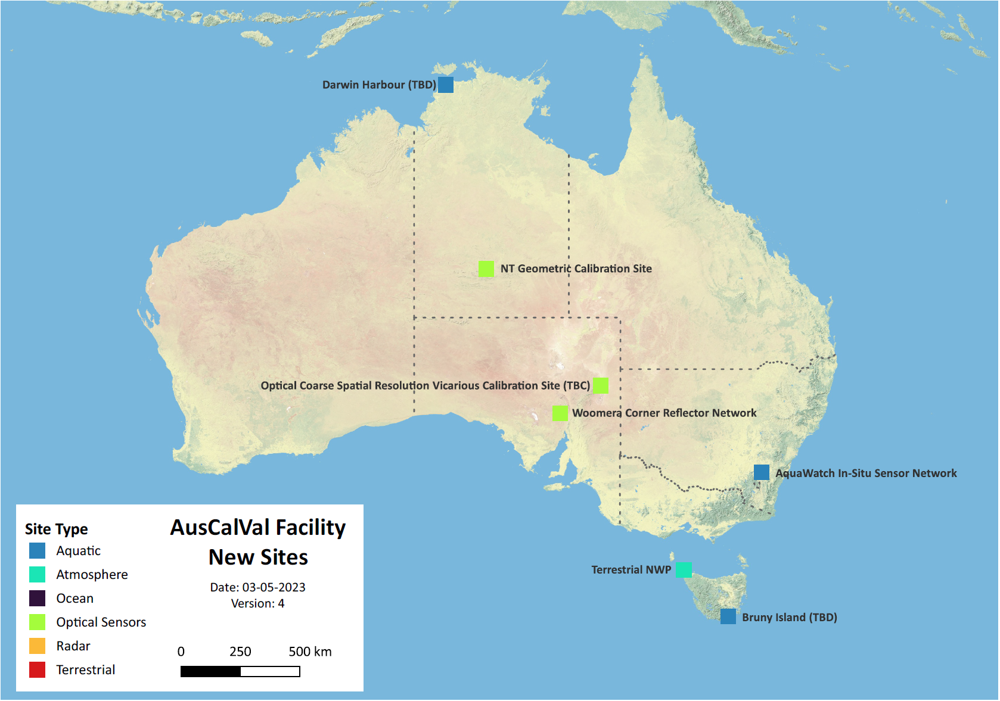 Darwin Harbour (TBD)
NT Geometric Calibration Site
Optical Coarse Spatial Resolution Vicarious Calibration Site (TBC)
Woomera Corner Reflector Network
AquaWatch In-Situ Sensor Network
Terrestrial NWP
Bruny Island (TBD)
Site Type
Aquatic
Atmosphere
Ocean
Optical Sensors
Radar
Terrestrial
AusCalVal Facility
New Sites
Date: 03-05-2023
Version: 4
0 250 500 km